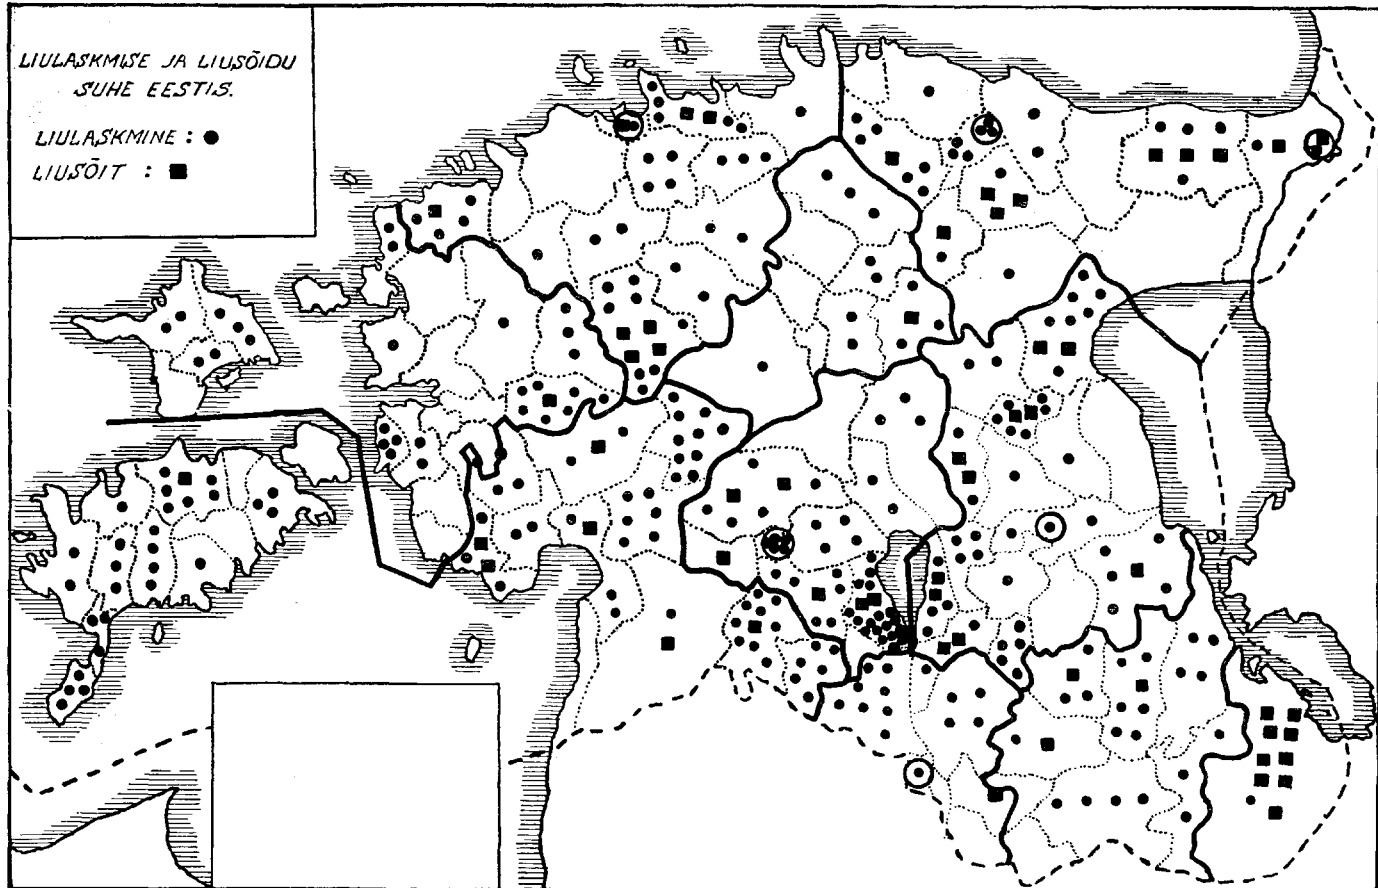 LIULASKMISE JA LIUSÕIDU
SUHE EESTIS.
LIULASKMINE : ●
LIUSÕIT : ■